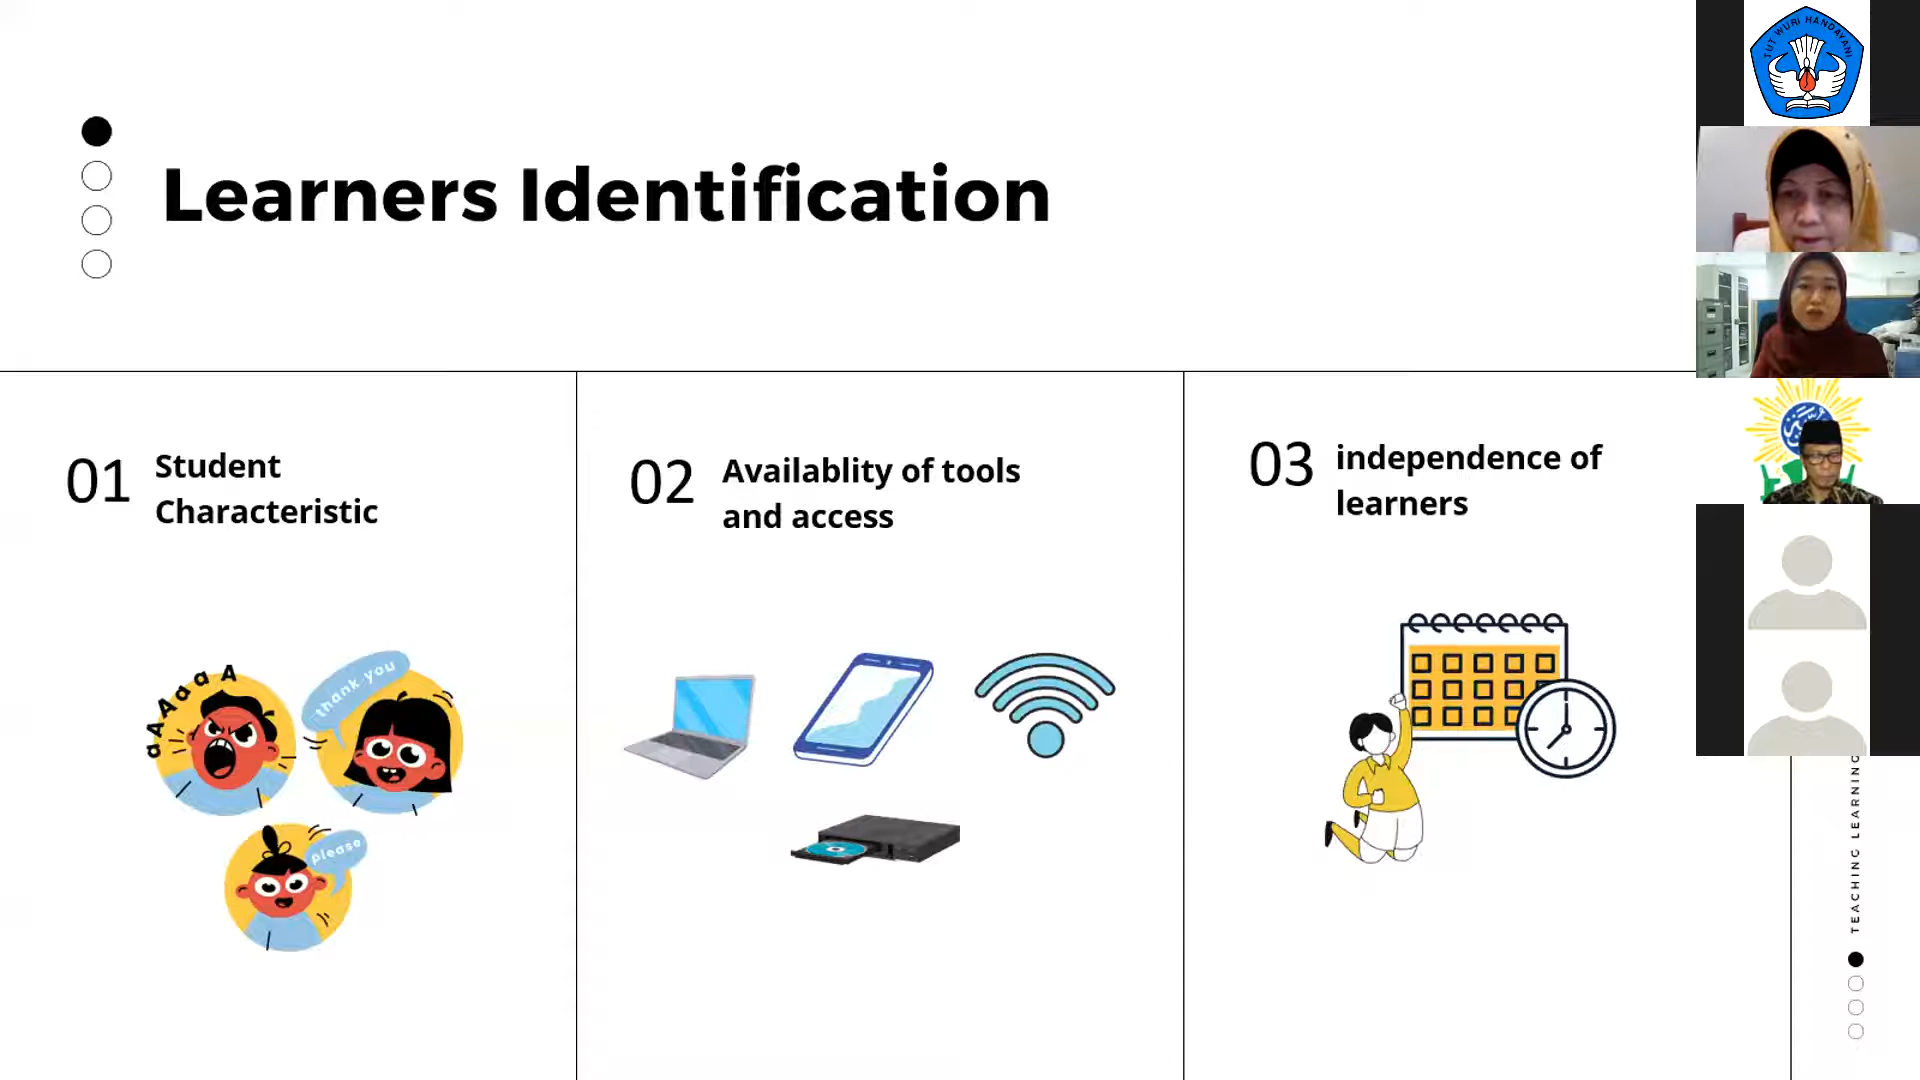 TUT WURI HANDAYANI
Learners Identification
01
Student
Characteristic
02
Availablity of tools
and access
03
independence of
learners
aAAaaA
thank you
please
TEACHING LEARNING